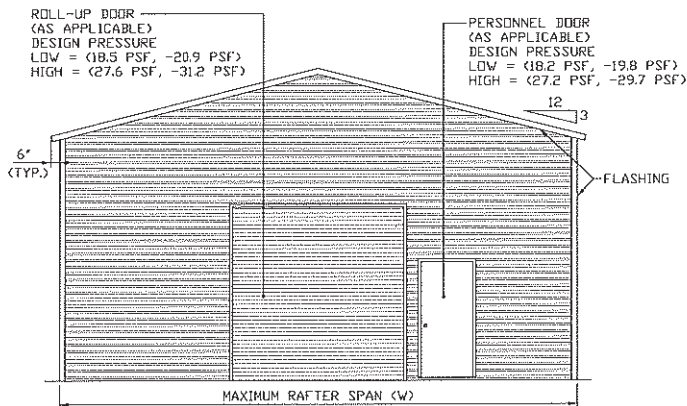 ROLL-UP DOOR
(AS APPLICABLE)
DESIGN PRESSURE
LOW = (18.5 PSF, -20.9 PSF)
HIGH = (27.6 PSF, -31.2 PSF)
PERSONNEL DOOR
(AS APPLICABLE)
DESIGN PRESSURE
LOW = (18.2 PSF, -19.8 PSF)
HIGH = (27.2 PSF, -29.7 PSF)
12
3
6"
(TYP.)
FLASHING
MAXIMUM RAFTER SPAN (W)